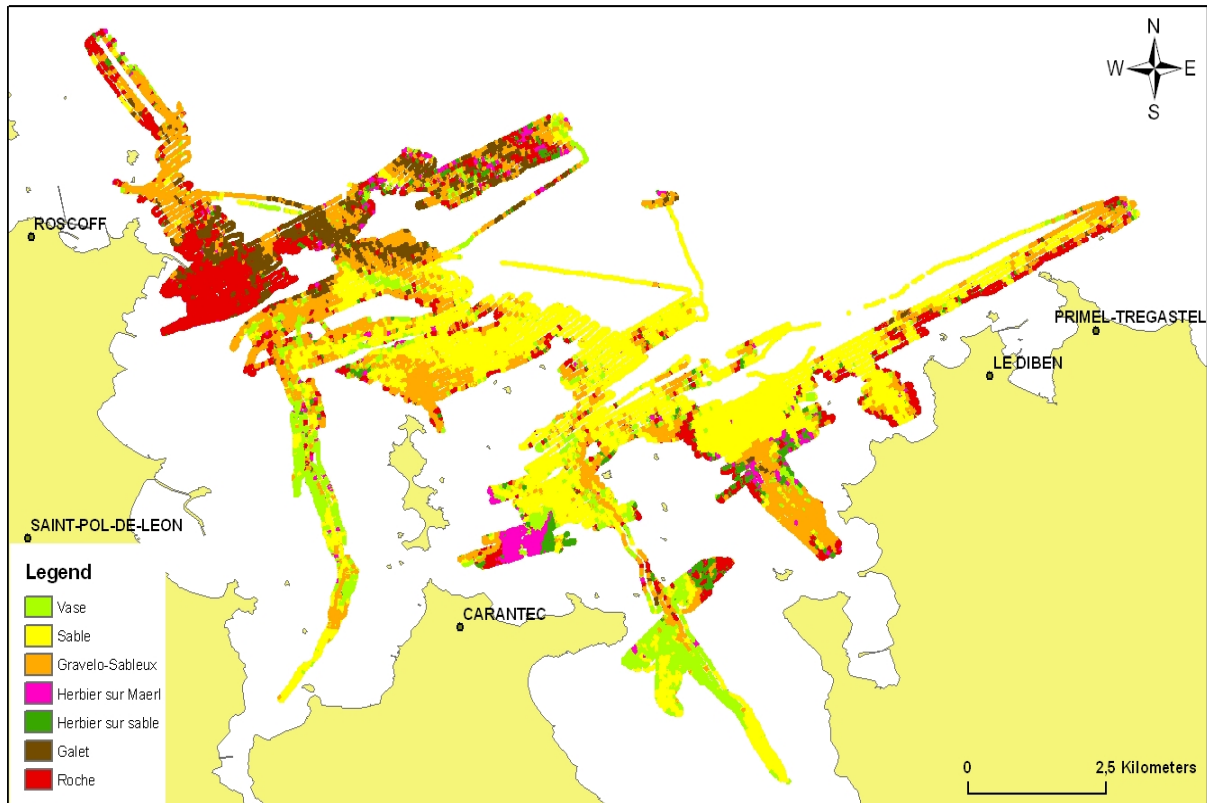 N
W E
S
ROSCOFF
PRIMEL-TREGASTEL
LE DIBEN
SAINT-POL-DE-LEON
CARANTEC
Legend
Vase
Sable
Gravelo-Sableux
Herbier sur Maerl
Herbier sur sable
Galet
Roche
0 2,5 Kilometers